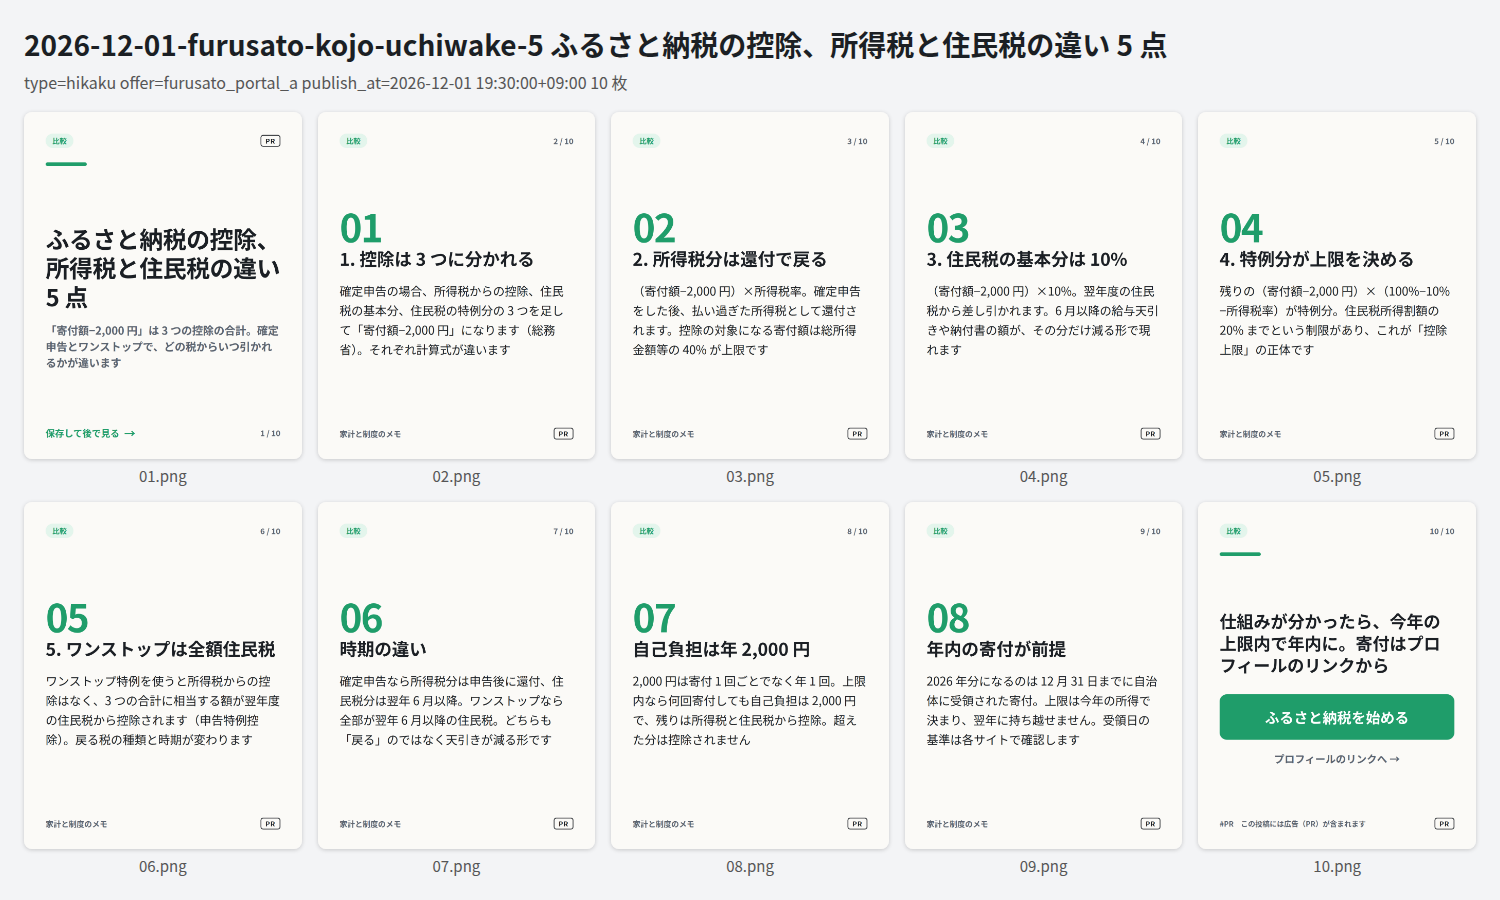 2026-12-01-furusato-kojo-uchiwake-5 ふるさと納税の控除、所得税と住民税の違い 5 点
type=hikaku offer=furusato_portal_a publish_at=2026-12-01 19:30:00+09:00 10 枚
比較
PR
ふるさと納税の控除、
所得税と住民税の違い
5 点
「寄付額−2,000 円」は 3 つの控除の合計。確定
申告とワンストップで、どの税からいつ引かれ
るかが違います
保存して後で見る →
1 / 10
01.png
比較
2 / 10
01
1. 控除は 3 つに分かれる
確定申告の場合、所得税からの控除、住民
税の基本分、住民税の特例分の 3 つを足し
て「寄付額−2,000 円」になります（総務
省）。それぞれ計算式が違います
家計と制度のメモ
PR
02.png
比較
3 / 10
02
2. 所得税分は還付で戻る
（寄付額−2,000 円）×所得税率。確定申告
をした後、払い過ぎた所得税として還付さ
れます。控除の対象になる寄付額は総所得
金額等の 40% が上限です
家計と制度のメモ
PR
03.png
比較
4 / 10
03
3. 住民税の基本分は 10%
（寄付額−2,000 円）×10%。翌年度の住民
税から差し引かれます。6 月以降の給与天引
きや納付書の額が、その分だけ減る形で現
れます
家計と制度のメモ
PR
04.png
比較
5 / 10
04
4. 特例分が上限を決める
残りの（寄付額−2,000 円）×（100%−10%
−所得税率）が特例分。住民税所得割額の
20% までという制限があり、これが「控除
上限」の正体です
家計と制度のメモ
PR
05.png
比較
6 / 10
05
5. ワンストップは全額住民税
ワンストップ特例を使うと所得税からの控
除はなく、3 つの合計に相当する額が翌年度
の住民税から控除されます（申告特例控
除）。戻る税の種類と時期が変わります
家計と制度のメモ
PR
06.png
比較
7 / 10
06
時期の違い
確定申告なら所得税分は申告後に還付、住
民税分は翌年 6 月以降。ワンストップなら
全部が翌年 6 月以降の住民税。どちらも
「戻る」のではなく天引きが減る形です
家計と制度のメモ
PR
07.png
比較
8 / 10
07
自己負担は年 2,000 円
2,000 円は寄付 1 回ごとでなく年 1 回。上限
内なら何回寄付しても自己負担は 2,000 円
で、残りは所得税と住民税から控除。超え
た分は控除されません
家計と制度のメモ
PR
08.png
比較
9 / 10
08
年内の寄付が前提
2026 年分になるのは 12 月 31 日までに自治
体に受領された寄付。上限は今年の所得で
決まり、翌年に持ち越せません。受領日の
基準は各サイトで確認します
家計と制度のメモ
PR
09.png
比較
10 / 10
仕組みが分かったら、今年の
上限内で年内に。寄付はプロ
フィールのリンクから
ふるさと納税を始める
プロフィールのリンクへ →
#PR この投稿には広告（PR）が含まれます
PR
10.png